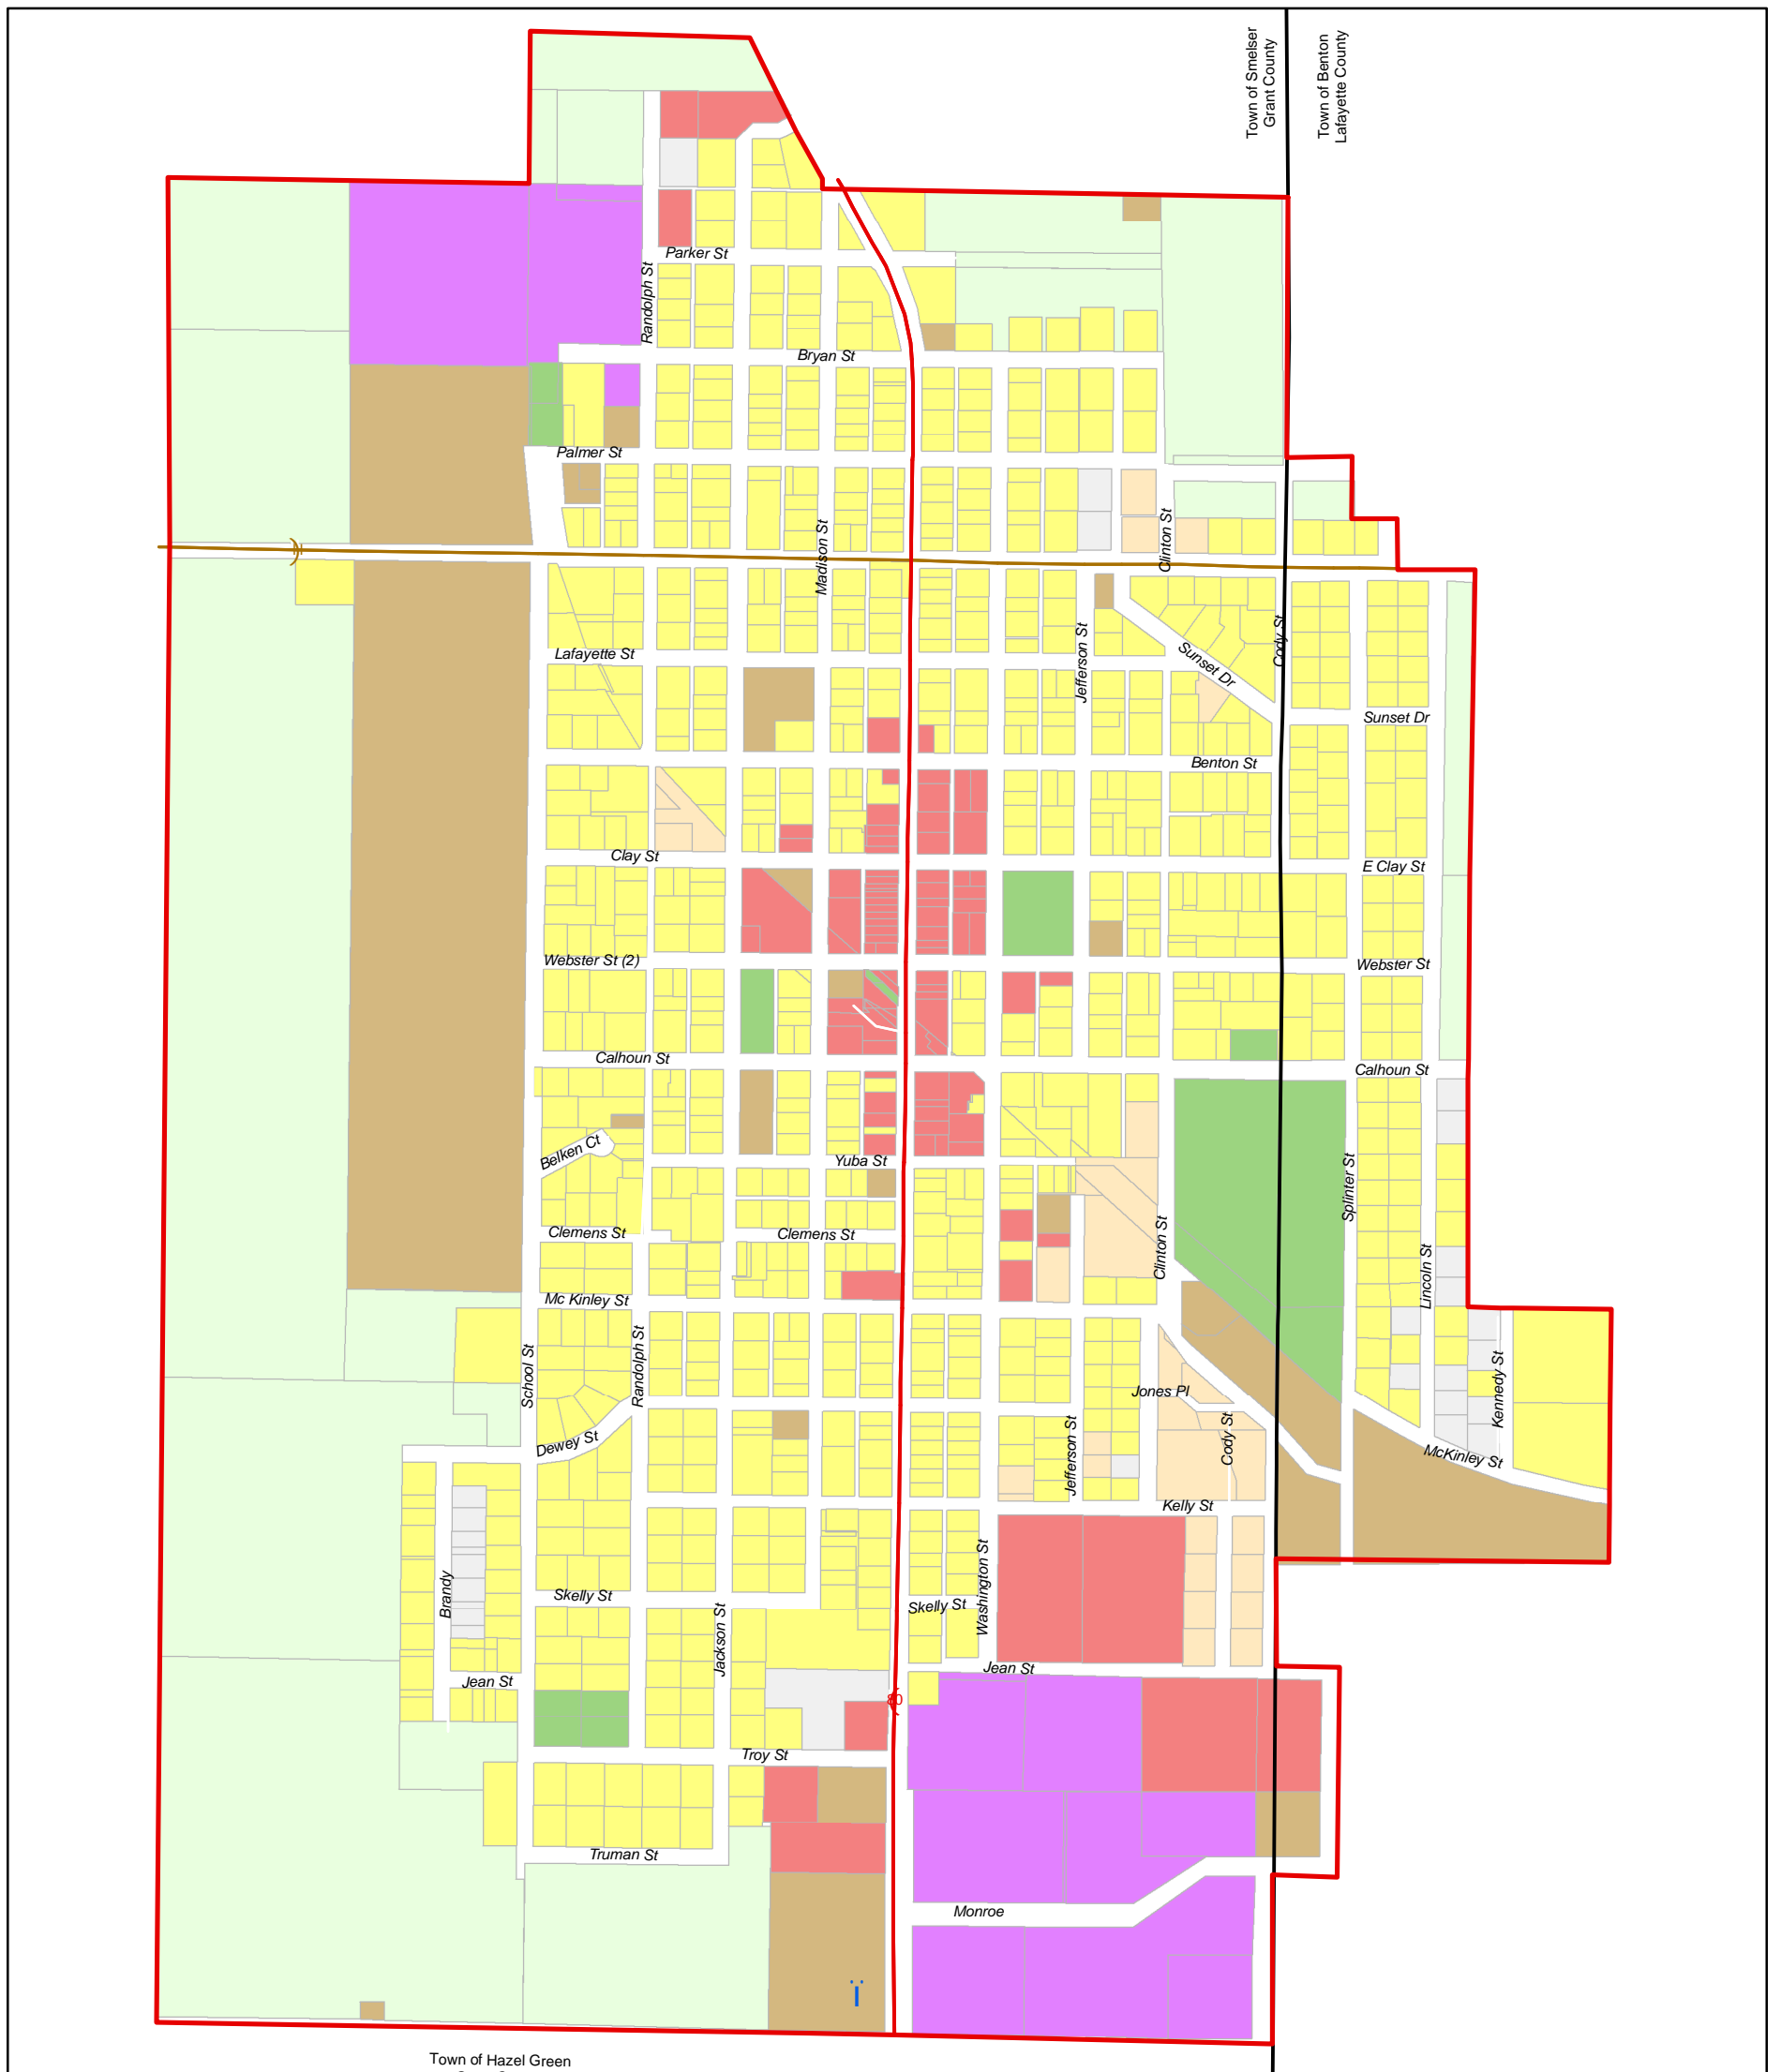 Town of Smelser
Grant County
Town of Benton
Lafayette County
Parker St
Randolph St
Bryan St
Palmer St
Madison St
Clinton St
Lafayette St
Jefferson St
Sunset Dr
Cody St
Sunset Dr
Benton St
Clay St
E Clay St
Webster St (2)
Webster St
Calhoun St
Calhoun St
Belken Ct
Yuba St
Splinter St
Clemens St
Clemens St
Clinton St
Lincoln St
Mc Kinley St
School St
Randolph St
Jones Pl
Kennedy St
Dewey St
Jefferson St
Cody St
McKinley St
Kelly St
Brandy
Skelly St
Skelly St
Washington St
Jackson St
Jean St
Jean St
80
Troy St
Truman St
Monroe
Town of Hazel Green